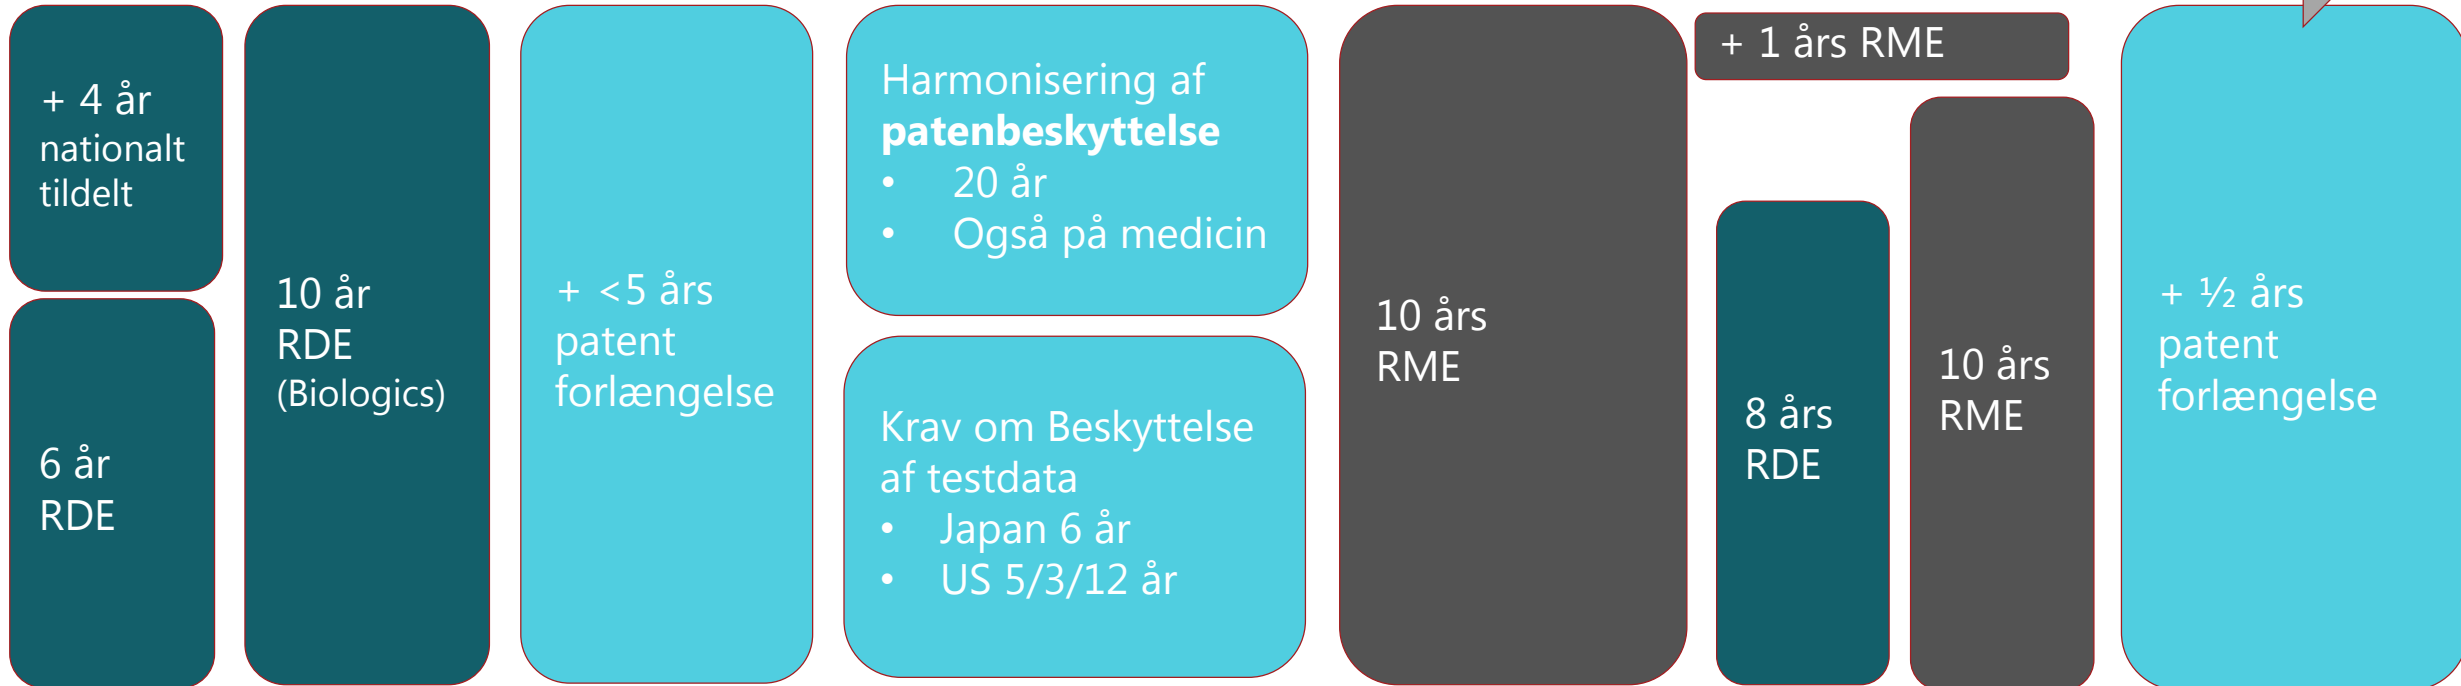 + 4 år
nationalt
tildelt
6 år
RDE
10 år
RDE
(Biologics)
+ <5 års
patent
forlængelse
Harmonisering af
patenbeskyttelse
• 20 år
• Også på medicin
Krav om Beskyttelse
af testdata
• Japan 6 år
• US 5/3/12 år
10 års
RME
+ 1 års RME
8 års
RDE
10 års
RME
+ ½ års
patent
forlængelse